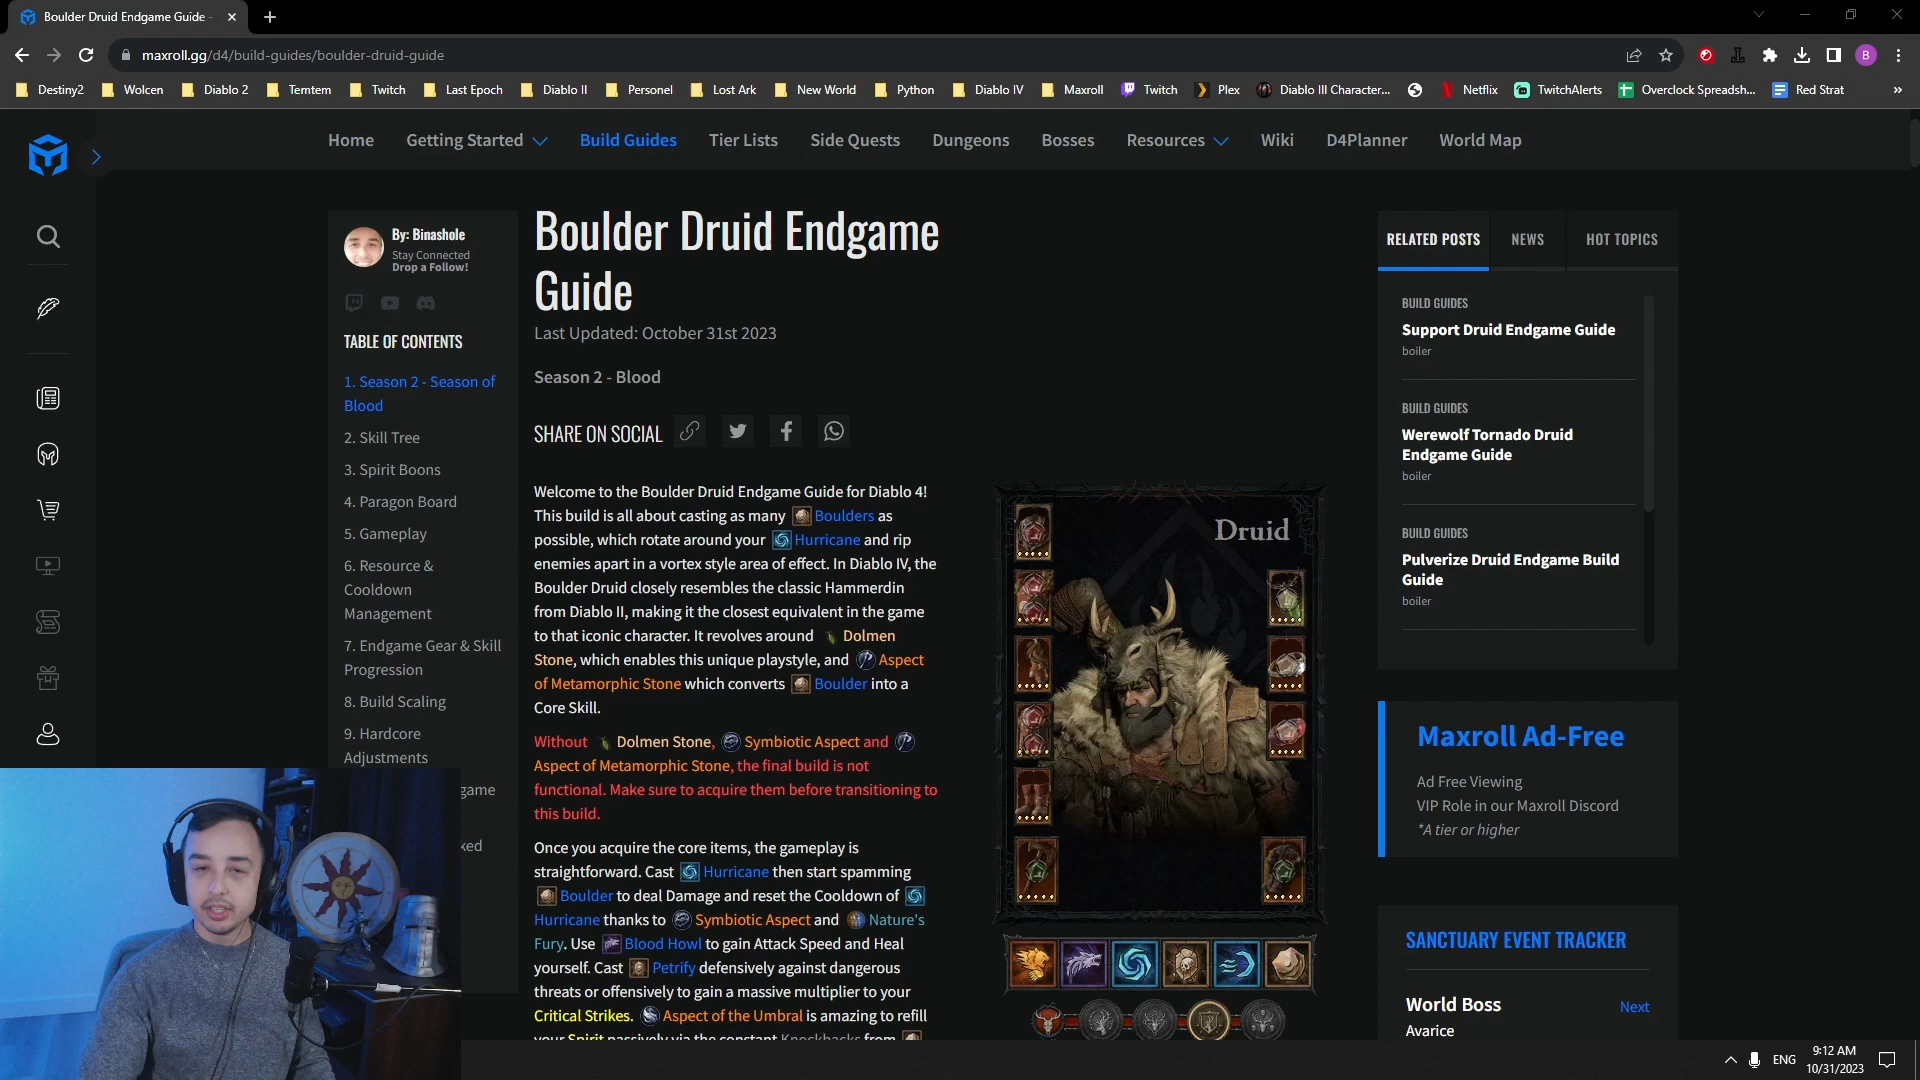 Boulder Druid Endgame Guide -
maxroll.gg/d4/build-guides/boulder-druid-guide
B
Destiny2
Wolcen
Diablo 2
Temtem
Twitch
Last Epoch
Diablo II
Personel
Lost Ark
New World
Python
Diablo IV
Maxroll
Twitch
Plex
Diablo III Character...
Netflix
TwitchAlerts
Overclock Spreadsh...
Red Strat
»
Home
Getting Started
Build Guides
Tier Lists
Side Quests
Dungeons
Bosses
Resources
Wiki
D4Planner
World Map
By: Binashole
Stay Connected
Drop a Follow!
TABLE OF CONTENTS
1. Season 2 - Season of
Blood
2. Skill Tree
3. Spirit Boons
4. Paragon Board
5. Gameplay
6. Resource &
Cooldown
Management
7. Endgame Gear & Skill
Progression
8. Build Scaling
9. Hardcore
Adjustments
game
ked
Boulder Druid Endgame
Guide
Last Updated: October 31st 2023
Season 2 - Blood
SHARE ON SOCIAL
Welcome to the Boulder Druid Endgame Guide for Diablo 4!
This build is all about casting as many Boulders as
possible, which rotate around your Hurricane and rip
enemies apart in a vortex style area of effect. In Diablo IV, the
Boulder Druid closely resembles the classic Hammerdin
from Diablo II, making it the closest equivalent in the game
to that iconic character. It revolves around Dolmen
Stone, which enables this unique playstyle, and Aspect
of Metamorphic Stone which converts Boulder into a
Core Skill.
Without Dolmen Stone, Symbiotic Aspect and
Aspect of Metamorphic Stone, the final build is not
functional. Make sure to acquire them before transitioning to
this build.
Once you acquire the core items, the gameplay is
straightforward. Cast Hurricane then start spamming
Boulder to deal Damage and reset the Cooldown of
Hurricane thanks to Symbiotic Aspect and Nature's
Fury. Use Blood Howl to gain Attack Speed and Heal
yourself. Cast Petrify defensively against dangerous
threats or offensively to gain a massive multiplier to your
Critical Strikes. Aspect of the Umbral is amazing to refill
your Spirit passively via the constant Knockbacks from
Druid
RELATED POSTS
NEWS
HOT TOPICS
BUILD GUIDES
Support Druid Endgame Guide
boiler
BUILD GUIDES
Werewolf Tornado Druid
Endgame Guide
boiler
BUILD GUIDES
Pulverize Druid Endgame Build
Guide
boiler
Maxroll Ad-Free
Ad Free Viewing
VIP Role in our Maxroll Discord
*A tier or higher
SANCTUARY EVENT TRACKER
World Boss
Next
Avarice
ENG
9:12 AM
10/31/2023